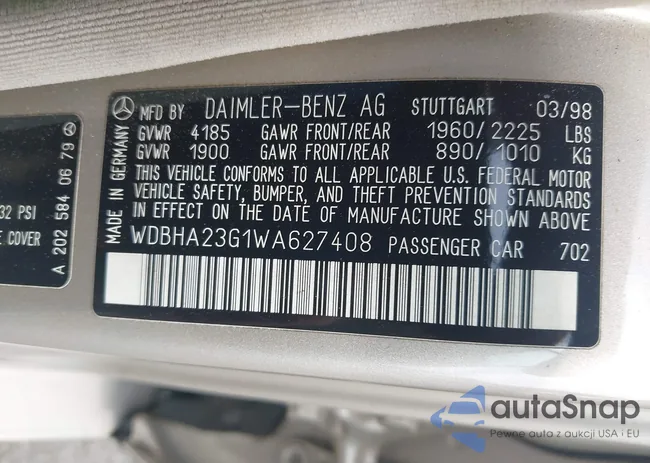 MFD BY DAIMLER-BENZ AG STUTTGART 03/98
GVWR 4185 GAWR FRONT/REAR 1960/2225 LBS
GVWR 1900 GAWR FRONT/REAR 890/1010 KG
THIS VEHICLE CONFORMS TO ALL APPLICABLE U.S. FEDERAL MOTOR
VEHICLE SAFETY, BUMPER, AND THEFT PREVENTION STANDARDS
IN EFFECT ON THE DATE OF MANUFACTURE SHOWN ABOVE
WDBHA23G1WA627408 PASSENGER CAR 702
MADE IN GERMANY
A 202 584 06 79
32 PSI
E COVER
autoSnap
Pewne auta z aukcji USA i EU